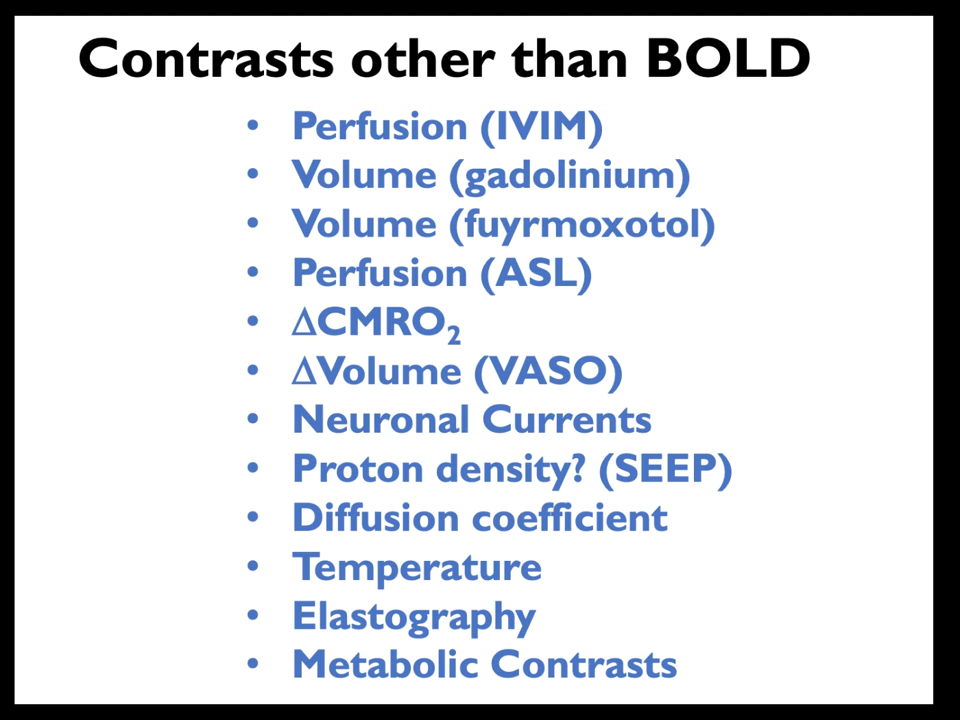 Contrasts other than BOLD
• Perfusion (IVIM)
• Volume (gadolinium)
• Volume (fuyrmoxotol)
• Perfusion (ASL)
• ΔCMRO₂
• ΔVolume (VASO)
• Neuronal Currents
• Proton density? (SEEP)
• Diffusion coefficient
• Temperature
• Elastography
• Metabolic Contrasts